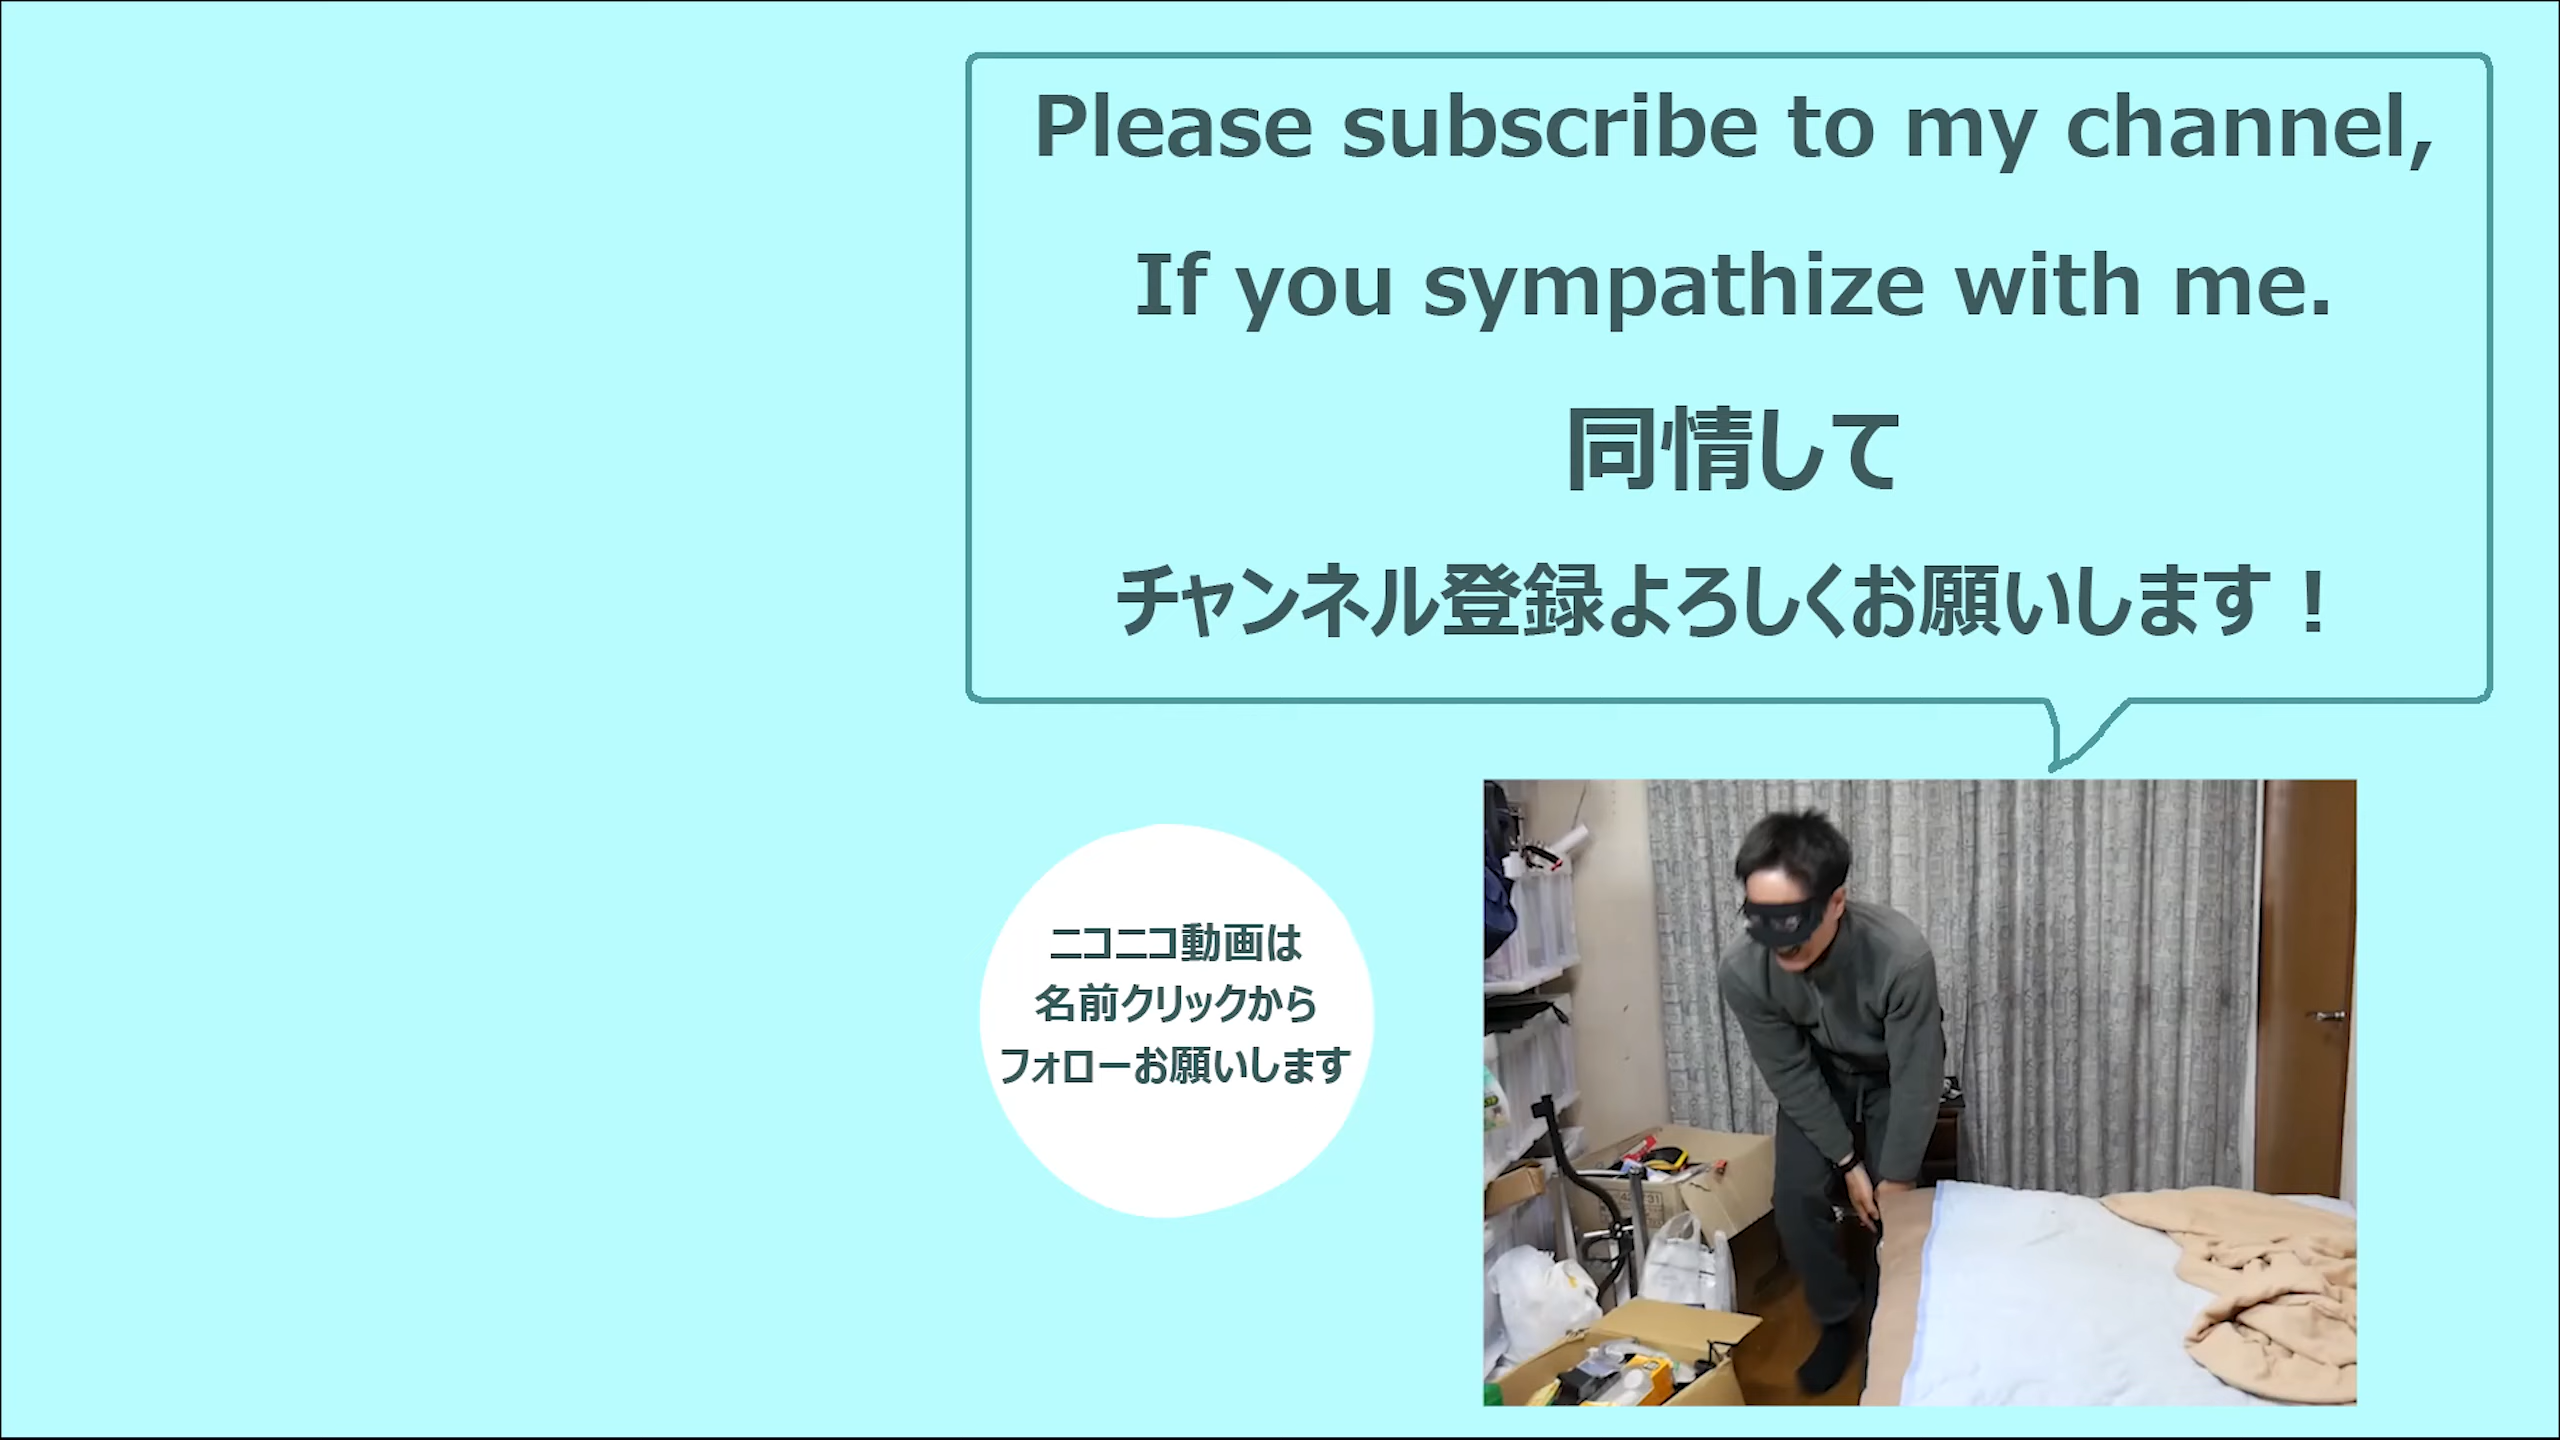 Please subscribe to my channel,
If you sympathize with me.
同情して
チャンネル登録よろしくお願いします！
ニコニコ動画は
名前クリックから
フォローお願いします